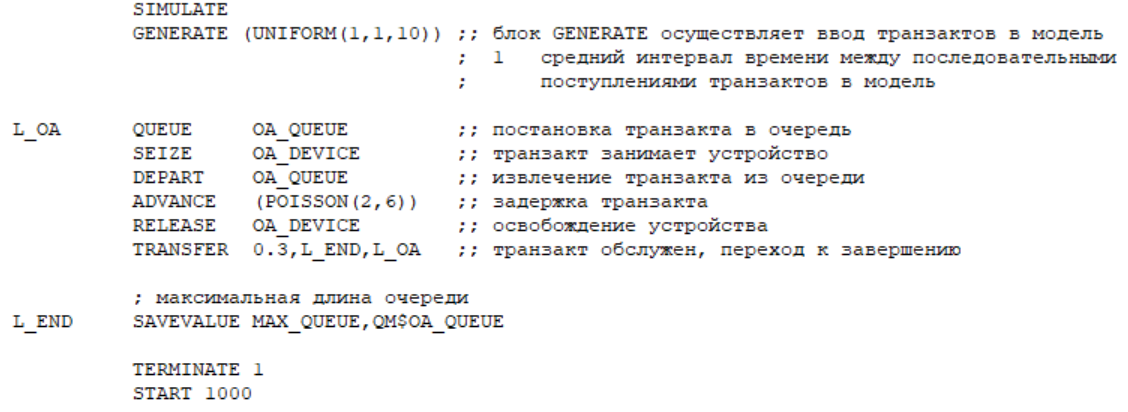 SIMULATE
GENERATE (UNIFORM(1,1,10)) ;; блок GENERATE осуществляет ввод транзактов в модель
; 1 средний интервал времени между последовательными
; поступлениями транзактов в модель
L_OA QUEUE OA_QUEUE ;; постановка транзакта в очередь
SEIZE OA_DEVICE ;; транзакт занимает устройство
DEPART OA_QUEUE ;; извлечение транзакта из очереди
ADVANCE (POISSON(2,6)) ;; задержка транзакта
RELEASE OA_DEVICE ;; освобождение устройства
TRANSFER 0.3,L_END,L_OA ;; транзакт обслужен, переход к завершению
; максимальная длина очереди
L_END SAVEVALUE MAX_QUEUE,QM$OA_QUEUE
TERMINATE 1
START 1000